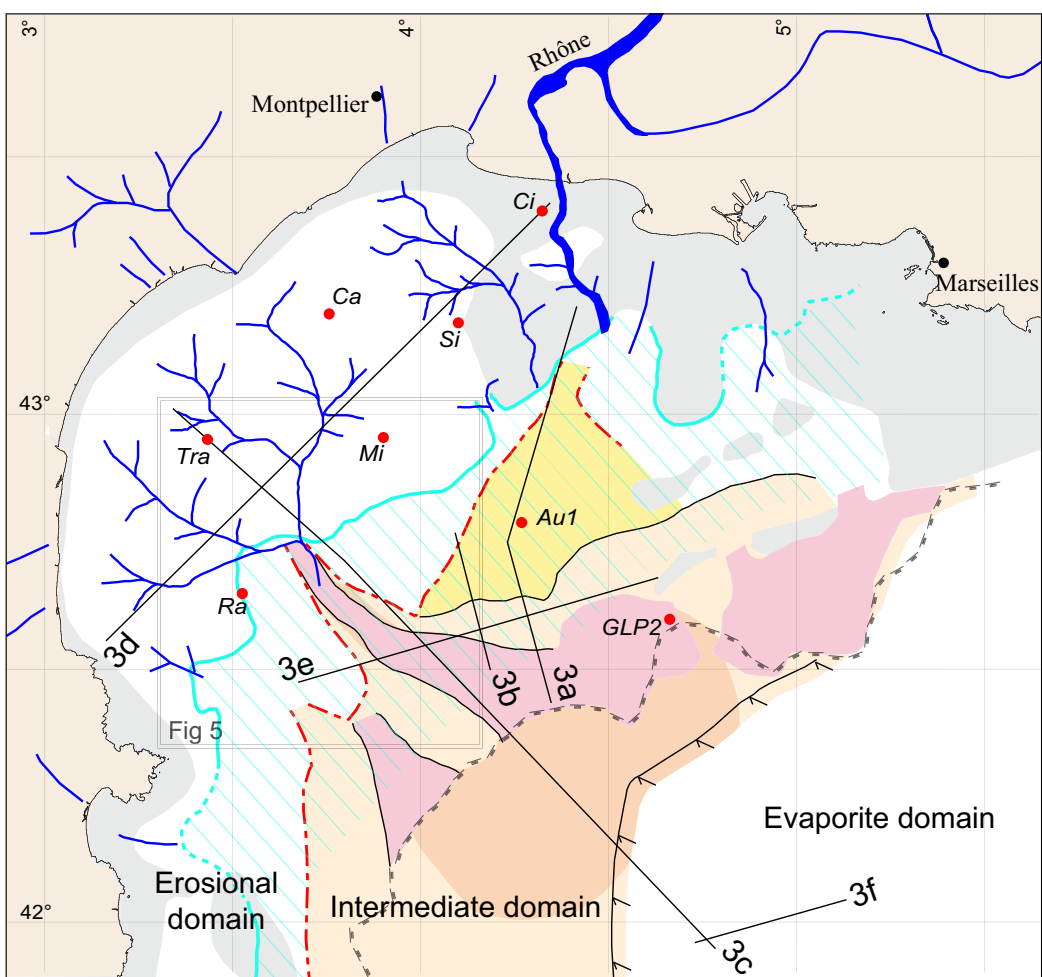 3°
4°
5°
Rhône
Montpellier
Ci
Marseilles
Ca
Si
43°
Tra
Mi
Au1
Ra
GLP2
3d
3e
3b
3a
Fig 5
Evaporite domain
Erosional
domain
Intermediate domain
3f
42°
3c